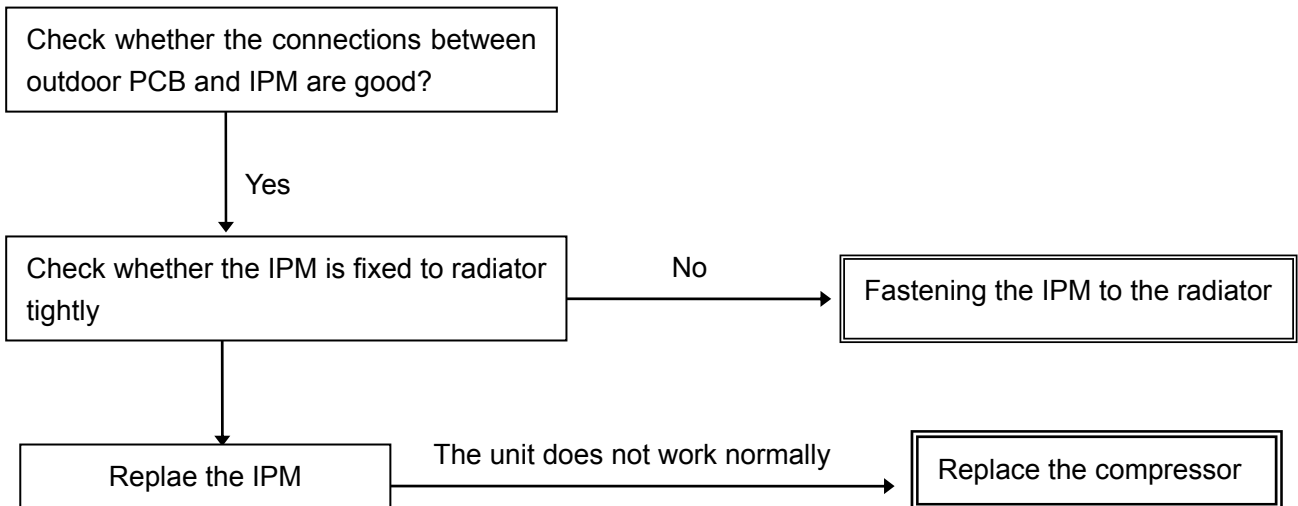 Check whether the connections between
outdoor PCB and IPM are good?
Yes
Check whether the IPM is fixed to radiator
tightly
No
Fastening the IPM to the radiator
Replae the IPM
The unit does not work normally
Replace the compressor